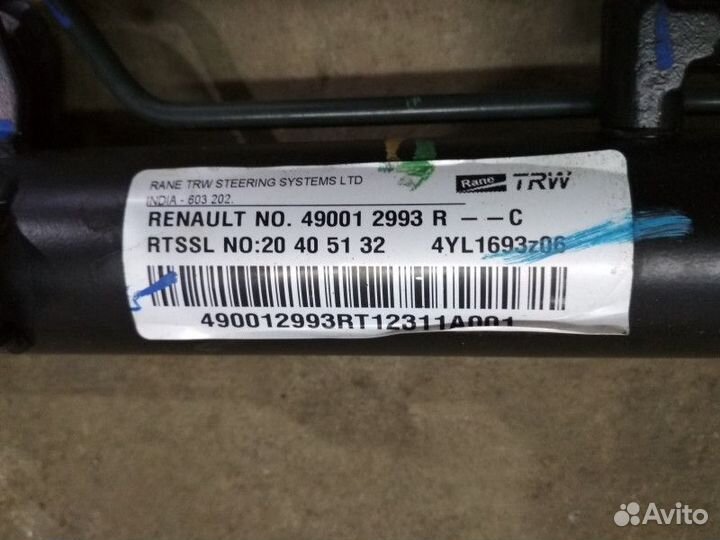 RANE TRW STEERING SYSTEMS LTD
INDIA - 603 202.
Rane TRW
RENAULT NO. 49001 2993 R – – C
RTSSL NO:20 40 51 32 4YL1693z06
490012993RT12311A001
Avito